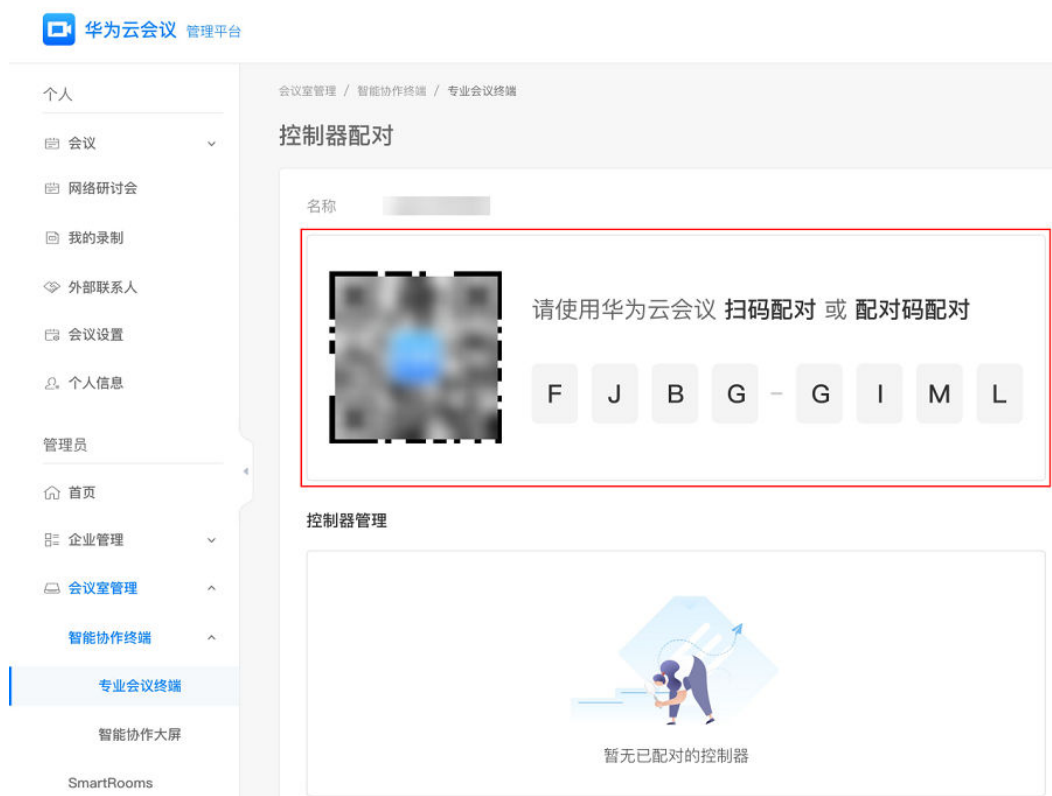 华为云会议 管理平台
个人
会议
网络研讨会
我的录制
外部联系人
会议设置
个人信息
管理员
首页
企业管理
会议室管理
智能协作终端
专业会议终端
智能协作大屏
SmartRooms
会议室管理 / 智能协作终端 / 专业会议终端
控制器配对
名称
请使用华为云会议 扫码配对 或 配对码配对
F J B G - G I M L
控制器管理
暂无已配对的控制器